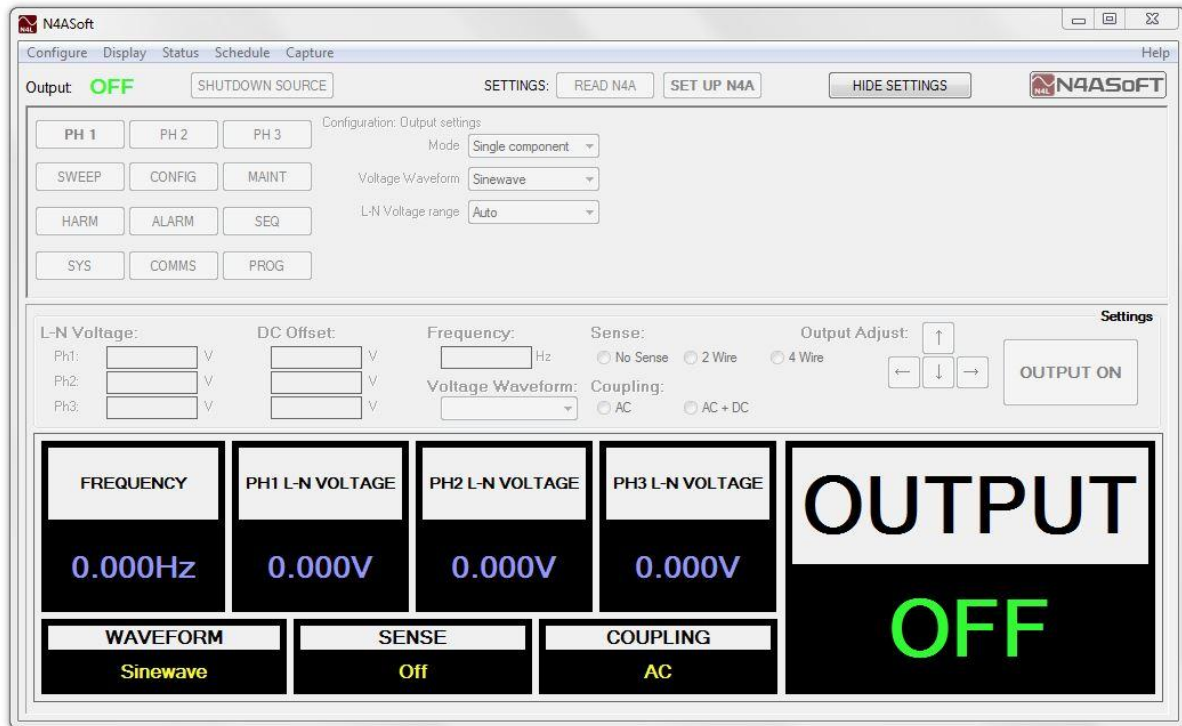 N4ASoft
Configure Display Status Schedule Capture Help
Output: OFF SHUTDOWN SOURCE SETTINGS: READ N4A SET UP N4A HIDE SETTINGS N4L N4ASoFT
PH 1 PH 2 PH 3 Configuration: Output settings
Mode Single component
SWEEP CONFIG MAINT Voltage Waveform Sinewave
HARM ALARM SEQ L-N Voltage range Auto
SYS COMMS PROG
Settings
L-N Voltage: DC Offset: Frequency: Sense: Output Adjust: ↑
Ph1: V V Hz No Sense 2 Wire 4 Wire
Ph2: V V Voltage Waveform: Coupling: ← ↓ → OUTPUT ON
Ph3: V V AC AC + DC
FREQUENCY PH1 L-N VOLTAGE PH2 L-N VOLTAGE PH3 L-N VOLTAGE OUTPUT
0.000Hz 0.000V 0.000V 0.000V OFF
WAVEFORM SENSE COUPLING
Sinewave Off AC